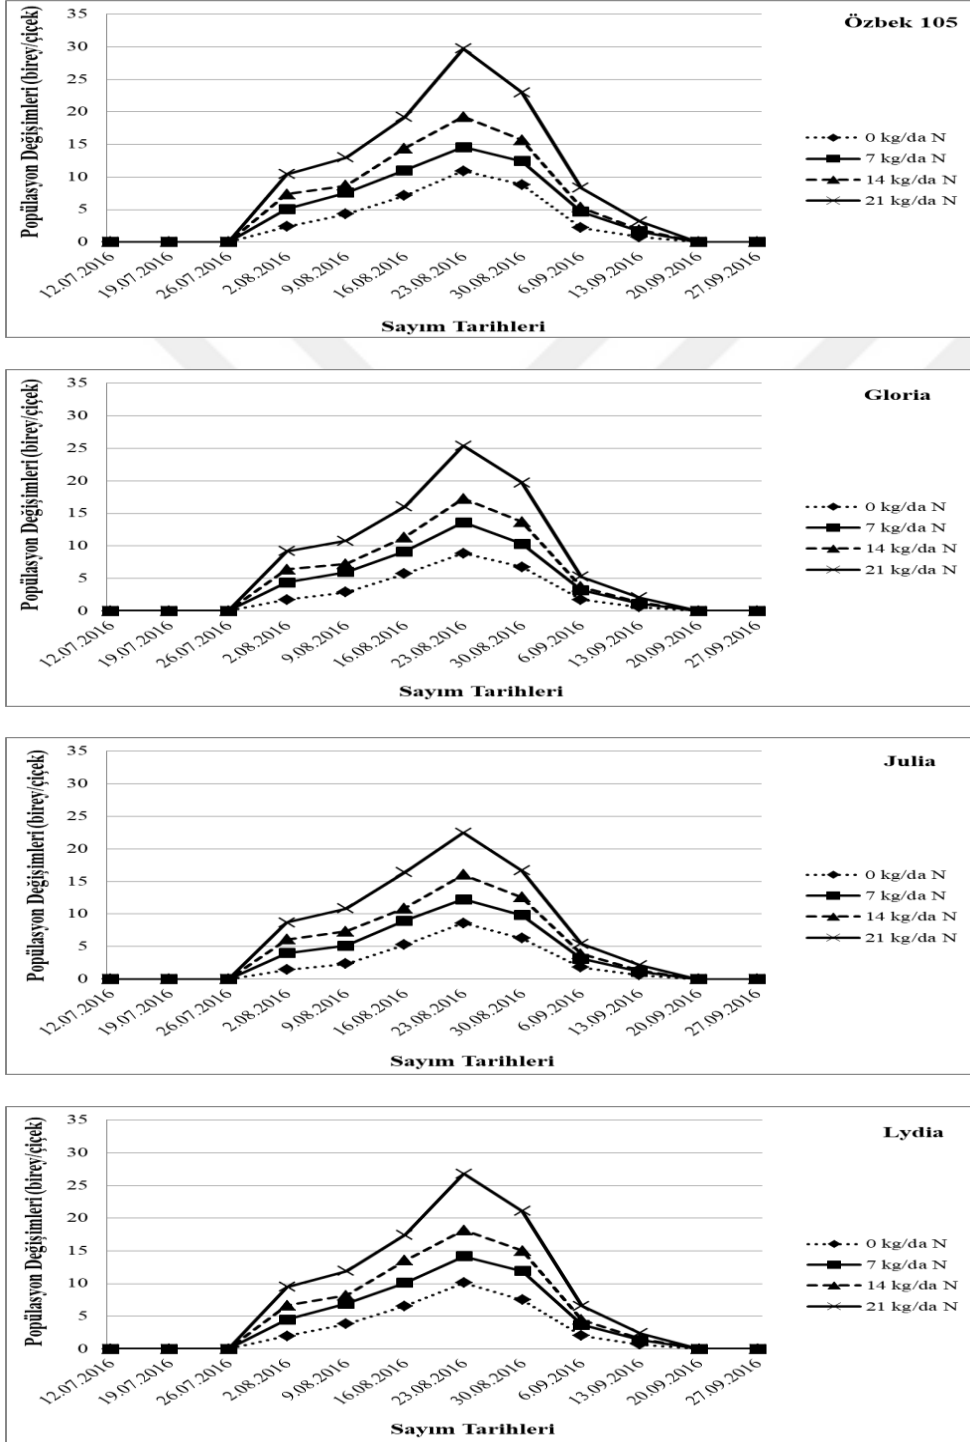 Özbek 105
Popülasyon Değişimleri (birey/çiçek)
35
30
25
20
15
10
5
0
12.07.2016 19.07.2016 26.07.2016 2.08.2016 9.08.2016 16.08.2016 23.08.2016 30.08.2016 6.09.2016 13.09.2016 20.09.2016 27.09.2016
Sayım Tarihleri
0 kg/da N
7 kg/da N
14 kg/da N
21 kg/da N
Gloria
Popülasyon Değişimleri (birey/çiçek)
35
30
25
20
15
10
5
0
12.07.2016 19.07.2016 26.07.2016 2.08.2016 9.08.2016 16.08.2016 23.08.2016 30.08.2016 6.09.2016 13.09.2016 20.09.2016 27.09.2016
Sayım Tarihleri
0 kg/da N
7 kg/da N
14 kg/da N
21 kg/da N
Julia
Popülasyon Değişimleri (birey/çiçek)
35
30
25
20
15
10
5
0
12.07.2016 19.07.2016 26.07.2016 2.08.2016 9.08.2016 16.08.2016 23.08.2016 30.08.2016 6.09.2016 13.09.2016 20.09.2016 27.09.2016
Sayım Tarihleri
0 kg/da N
7 kg/da N
14 kg/da N
21 kg/da N
Lydia
Popülasyon Değişimleri (birey/çiçek)
35
30
25
20
15
10
5
0
12.07.2016 19.07.2016 26.07.2016 2.08.2016 9.08.2016 16.08.2016 23.08.2016 30.08.2016 6.09.2016 13.09.2016 20.09.2016 27.09.2016
Sayım Tarihleri
0 kg/da N
7 kg/da N
14 kg/da N
21 kg/da N